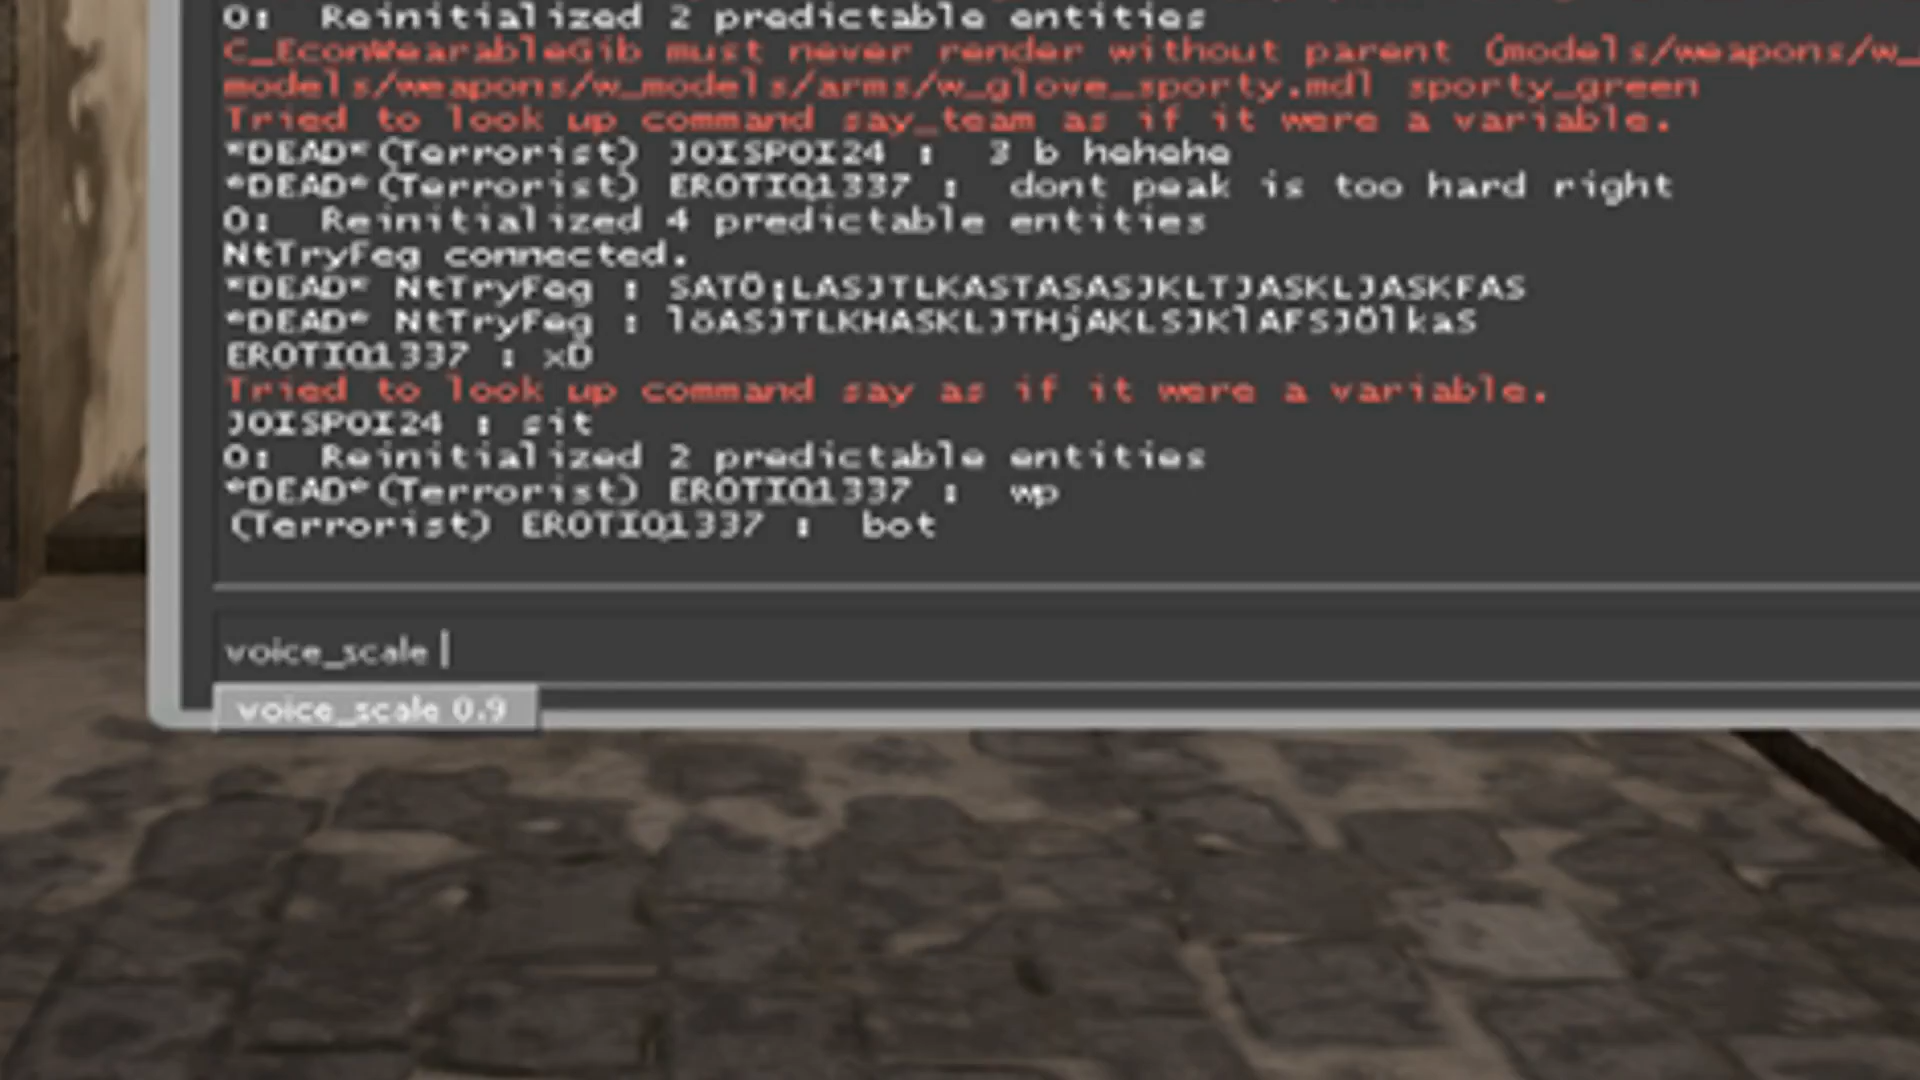 0:  Reinitialized 2 predictable entities
C_EconWearableGib must never render without parent (models/weapons/w_
models/weapons/w_models/arms/w_glove_sporty.mdl sporty_green
Tried to look up command say_team as if it were a variable.
*DEAD*(Terrorist) JOISPOI24 :  3 b hehehe
*DEAD*(Terrorist) EROTIQ1337 :  dont peak is too hard right
0:  Reinitialized 4 predictable entities
NtTryFeg connected.
*DEAD* NtTryFeg : SATÖ;LASJTLKASTASASJKLTJASKLJASKFAS
*DEAD* NtTryFeg : löASJTLKHASKLJTHjAKLSJKlAFSJÖlkaS
EROTIQ1337 : xD
Tried to look up command say as if it were a variable.
JOISPOI24 : sit
0:  Reinitialized 2 predictable entities
*DEAD*(Terrorist) EROTIQ1337 :  wp
(Terrorist) EROTIQ1337 :  bot
voice_scale
voice_scale 0.9